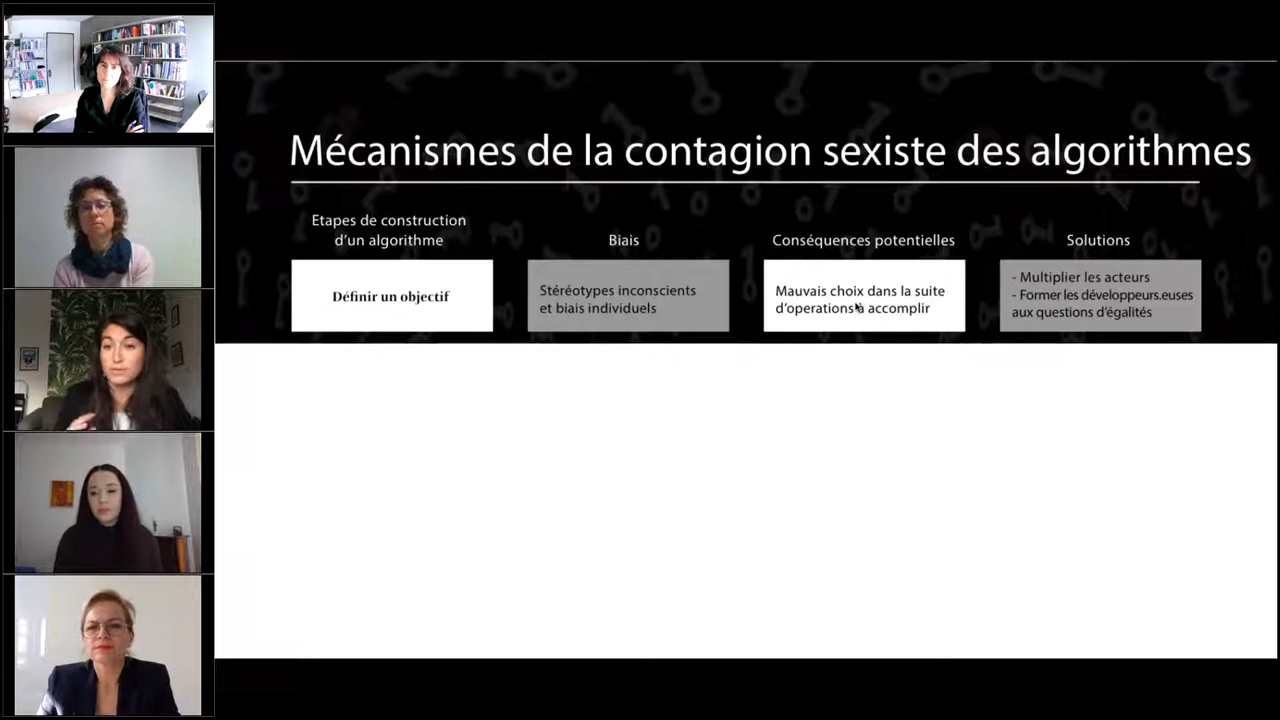 Mécanismes de la contagion sexiste des algorithmes
Etapes de construction
d'un algorithme
Biais
Conséquences potentielles
Solutions
Définir un objectif
Stéréotypes inconscients
et biais individuels
Mauvais choix dans la suite
d'operations à accomplir
- Multiplier les acteurs
- Former les développeurs.euses
aux questions d'égalités